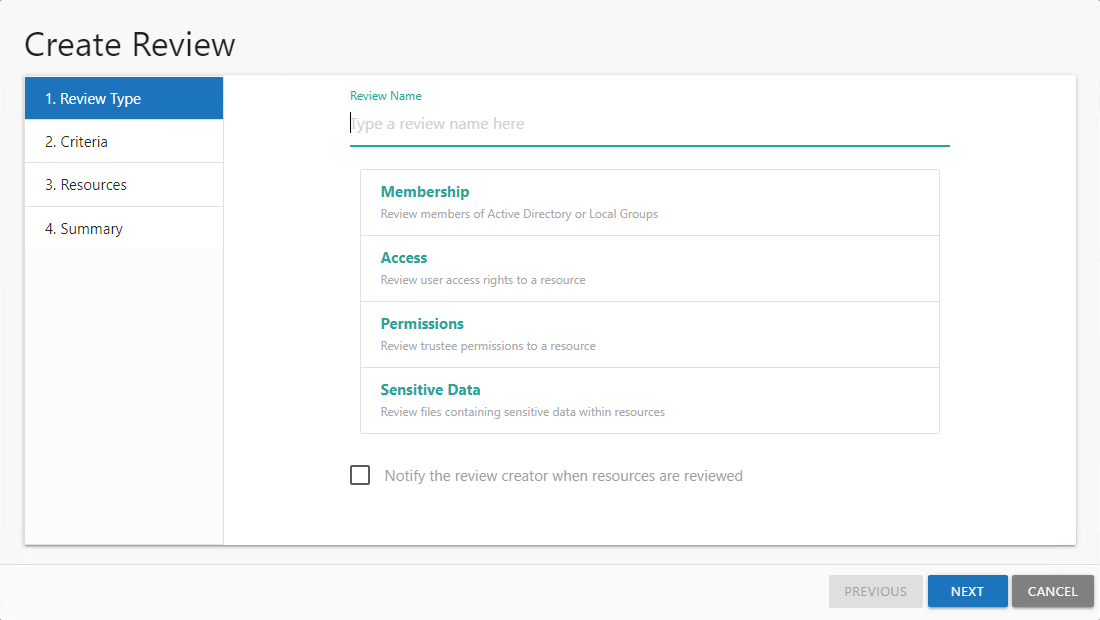 Create Review
1. Review Type
2. Criteria
3. Resources
4. Summary
Review Name
Type a review name here
Membership
Review members of Active Directory or Local Groups
Access
Review user access rights to a resource
Permissions
Review trustee permissions to a resource
Sensitive Data
Review files containing sensitive data within resources
Notify the review creator when resources are reviewed
PREVIOUS
NEXT
CANCEL